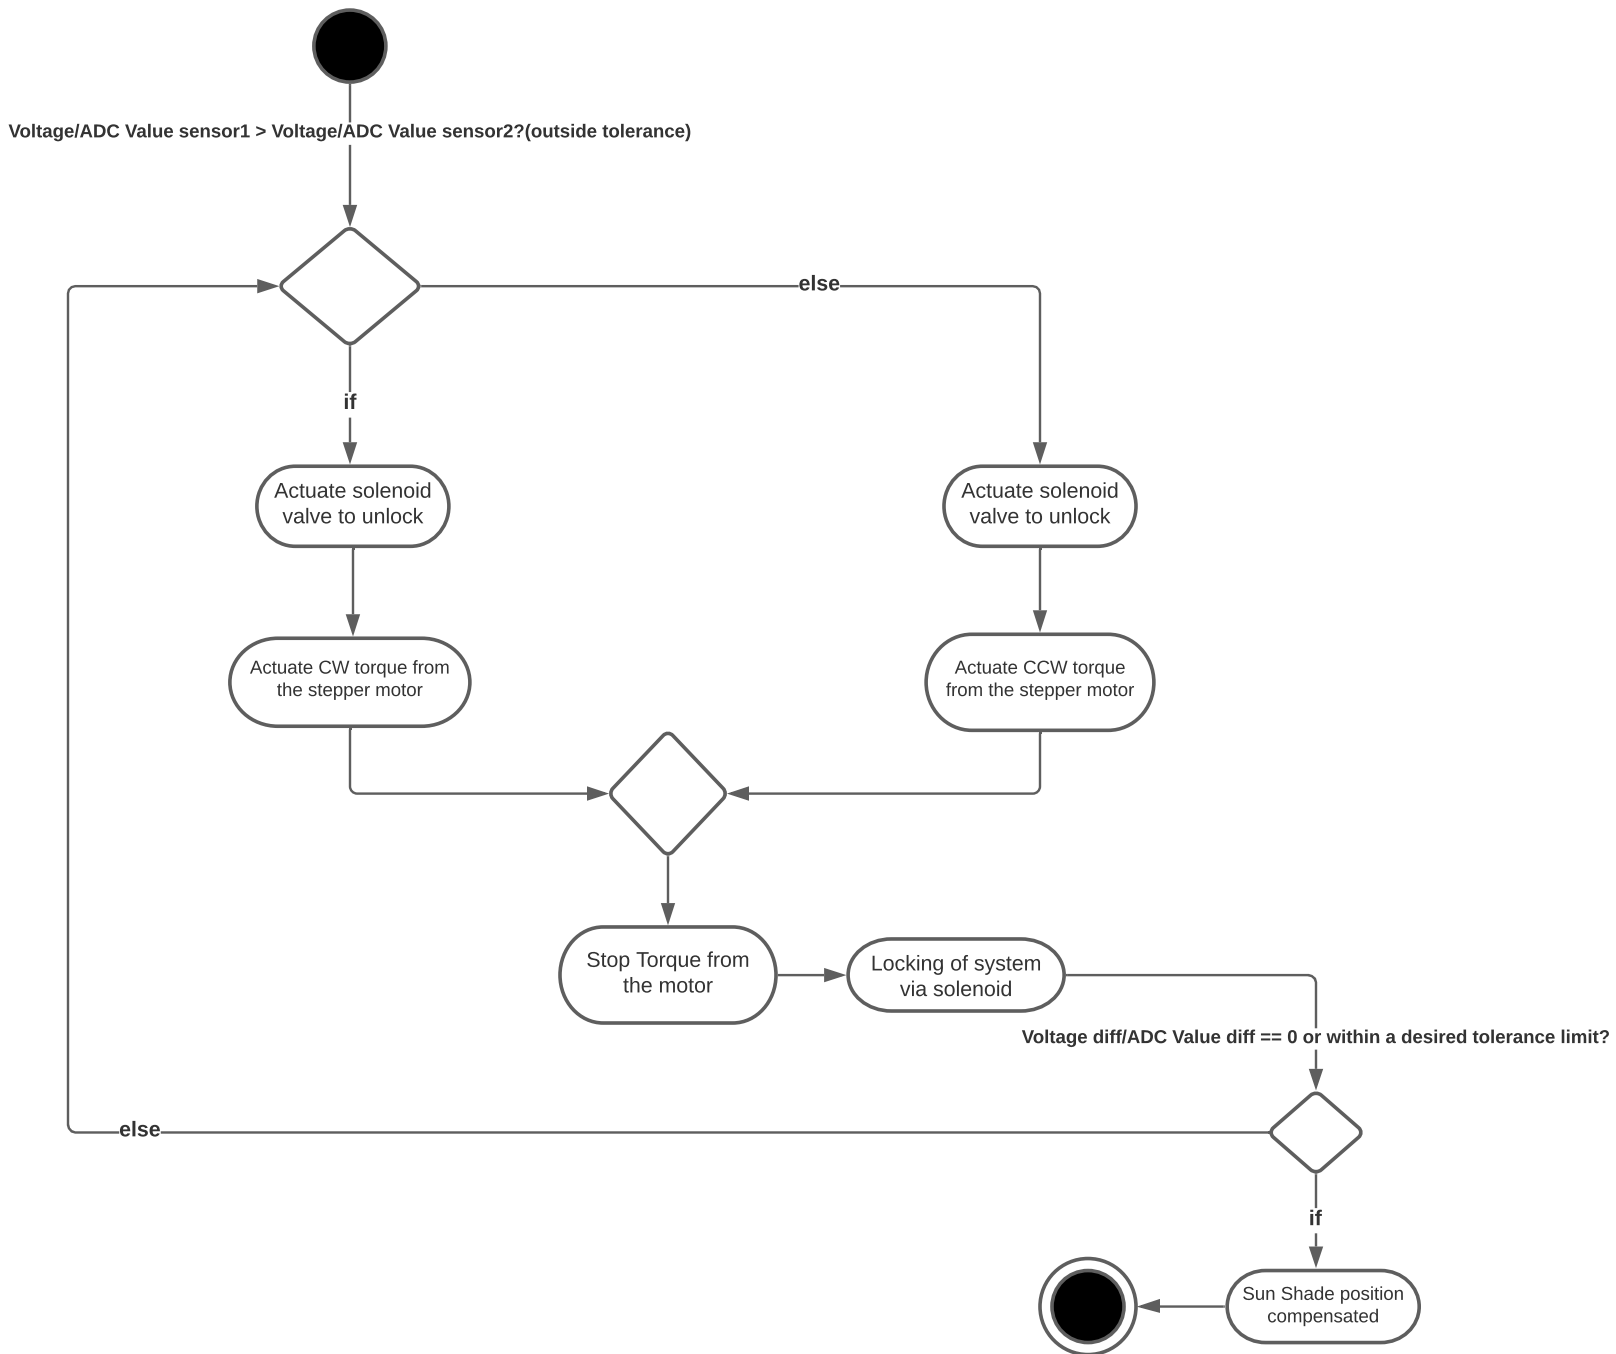 Voltage/ADC Value sensor1 > Voltage/ADC Value sensor2?(outside tolerance)
else
if
Actuate solenoid
valve to unlock
Actuate solenoid
valve to unlock
Actuate CW torque from
the stepper motor
Actuate CCW torque
from the stepper motor
Stop Torque from
the motor
Locking of system
via solenoid
Voltage diff/ADC Value diff == 0 or within a desired tolerance limit?
else
if
Sun Shade position
compensated